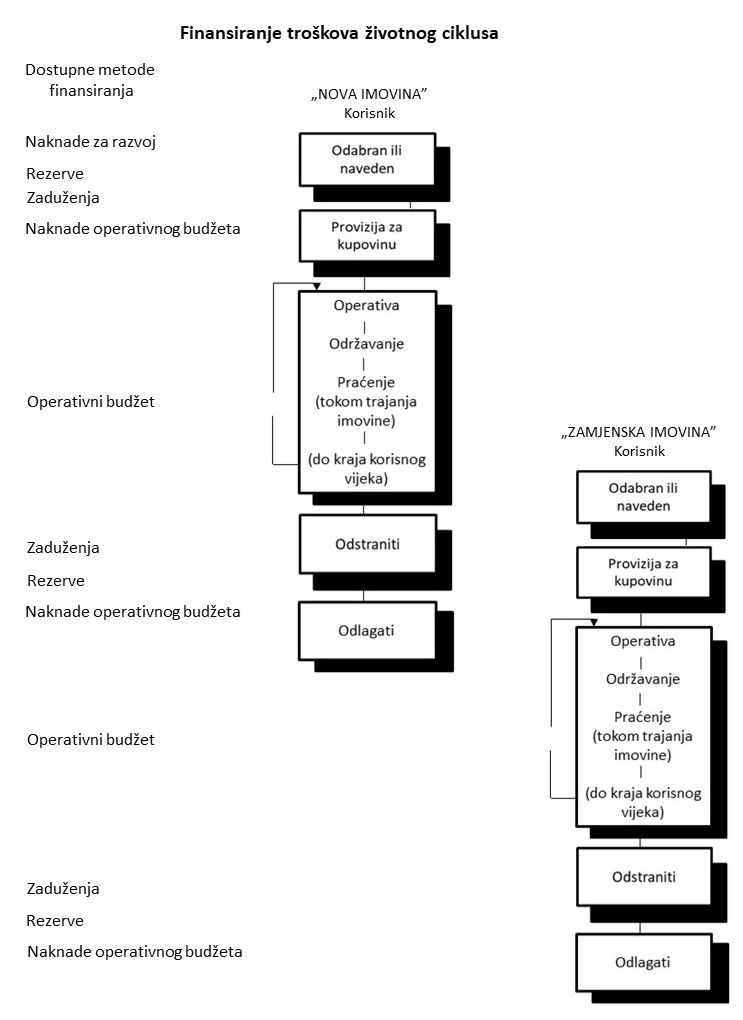 Finansiranje troškova životnog ciklusa
Dostupne metode
finansiranja
„NOVA IMOVINA”
Korisnik
Naknade za razvoj
Rezerve
Zaduženja
Naknade operativnog budžeta
Odabran ili
naveden
Provizija za
kupovinu
Operativa
Održavanje
Praćenje
(tokom trajanja
imovine)
(do kraja korisnog
vijeka)
Operativni budžet
Odstraniti
Odlagati
Zaduženja
Rezerve
Naknade operativnog budžeta
„ZAMJENSKA IMOVINA”
Korisnik
Odabran ili
naveden
Provizija za
kupovinu
Operativa
Održavanje
Praćenje
(tokom trajanja
imovine)
(do kraja korisnog
vijeka)
Operativni budžet
Odstraniti
Odlagati
Zaduženja
Rezerve
Naknade operativnog budžeta